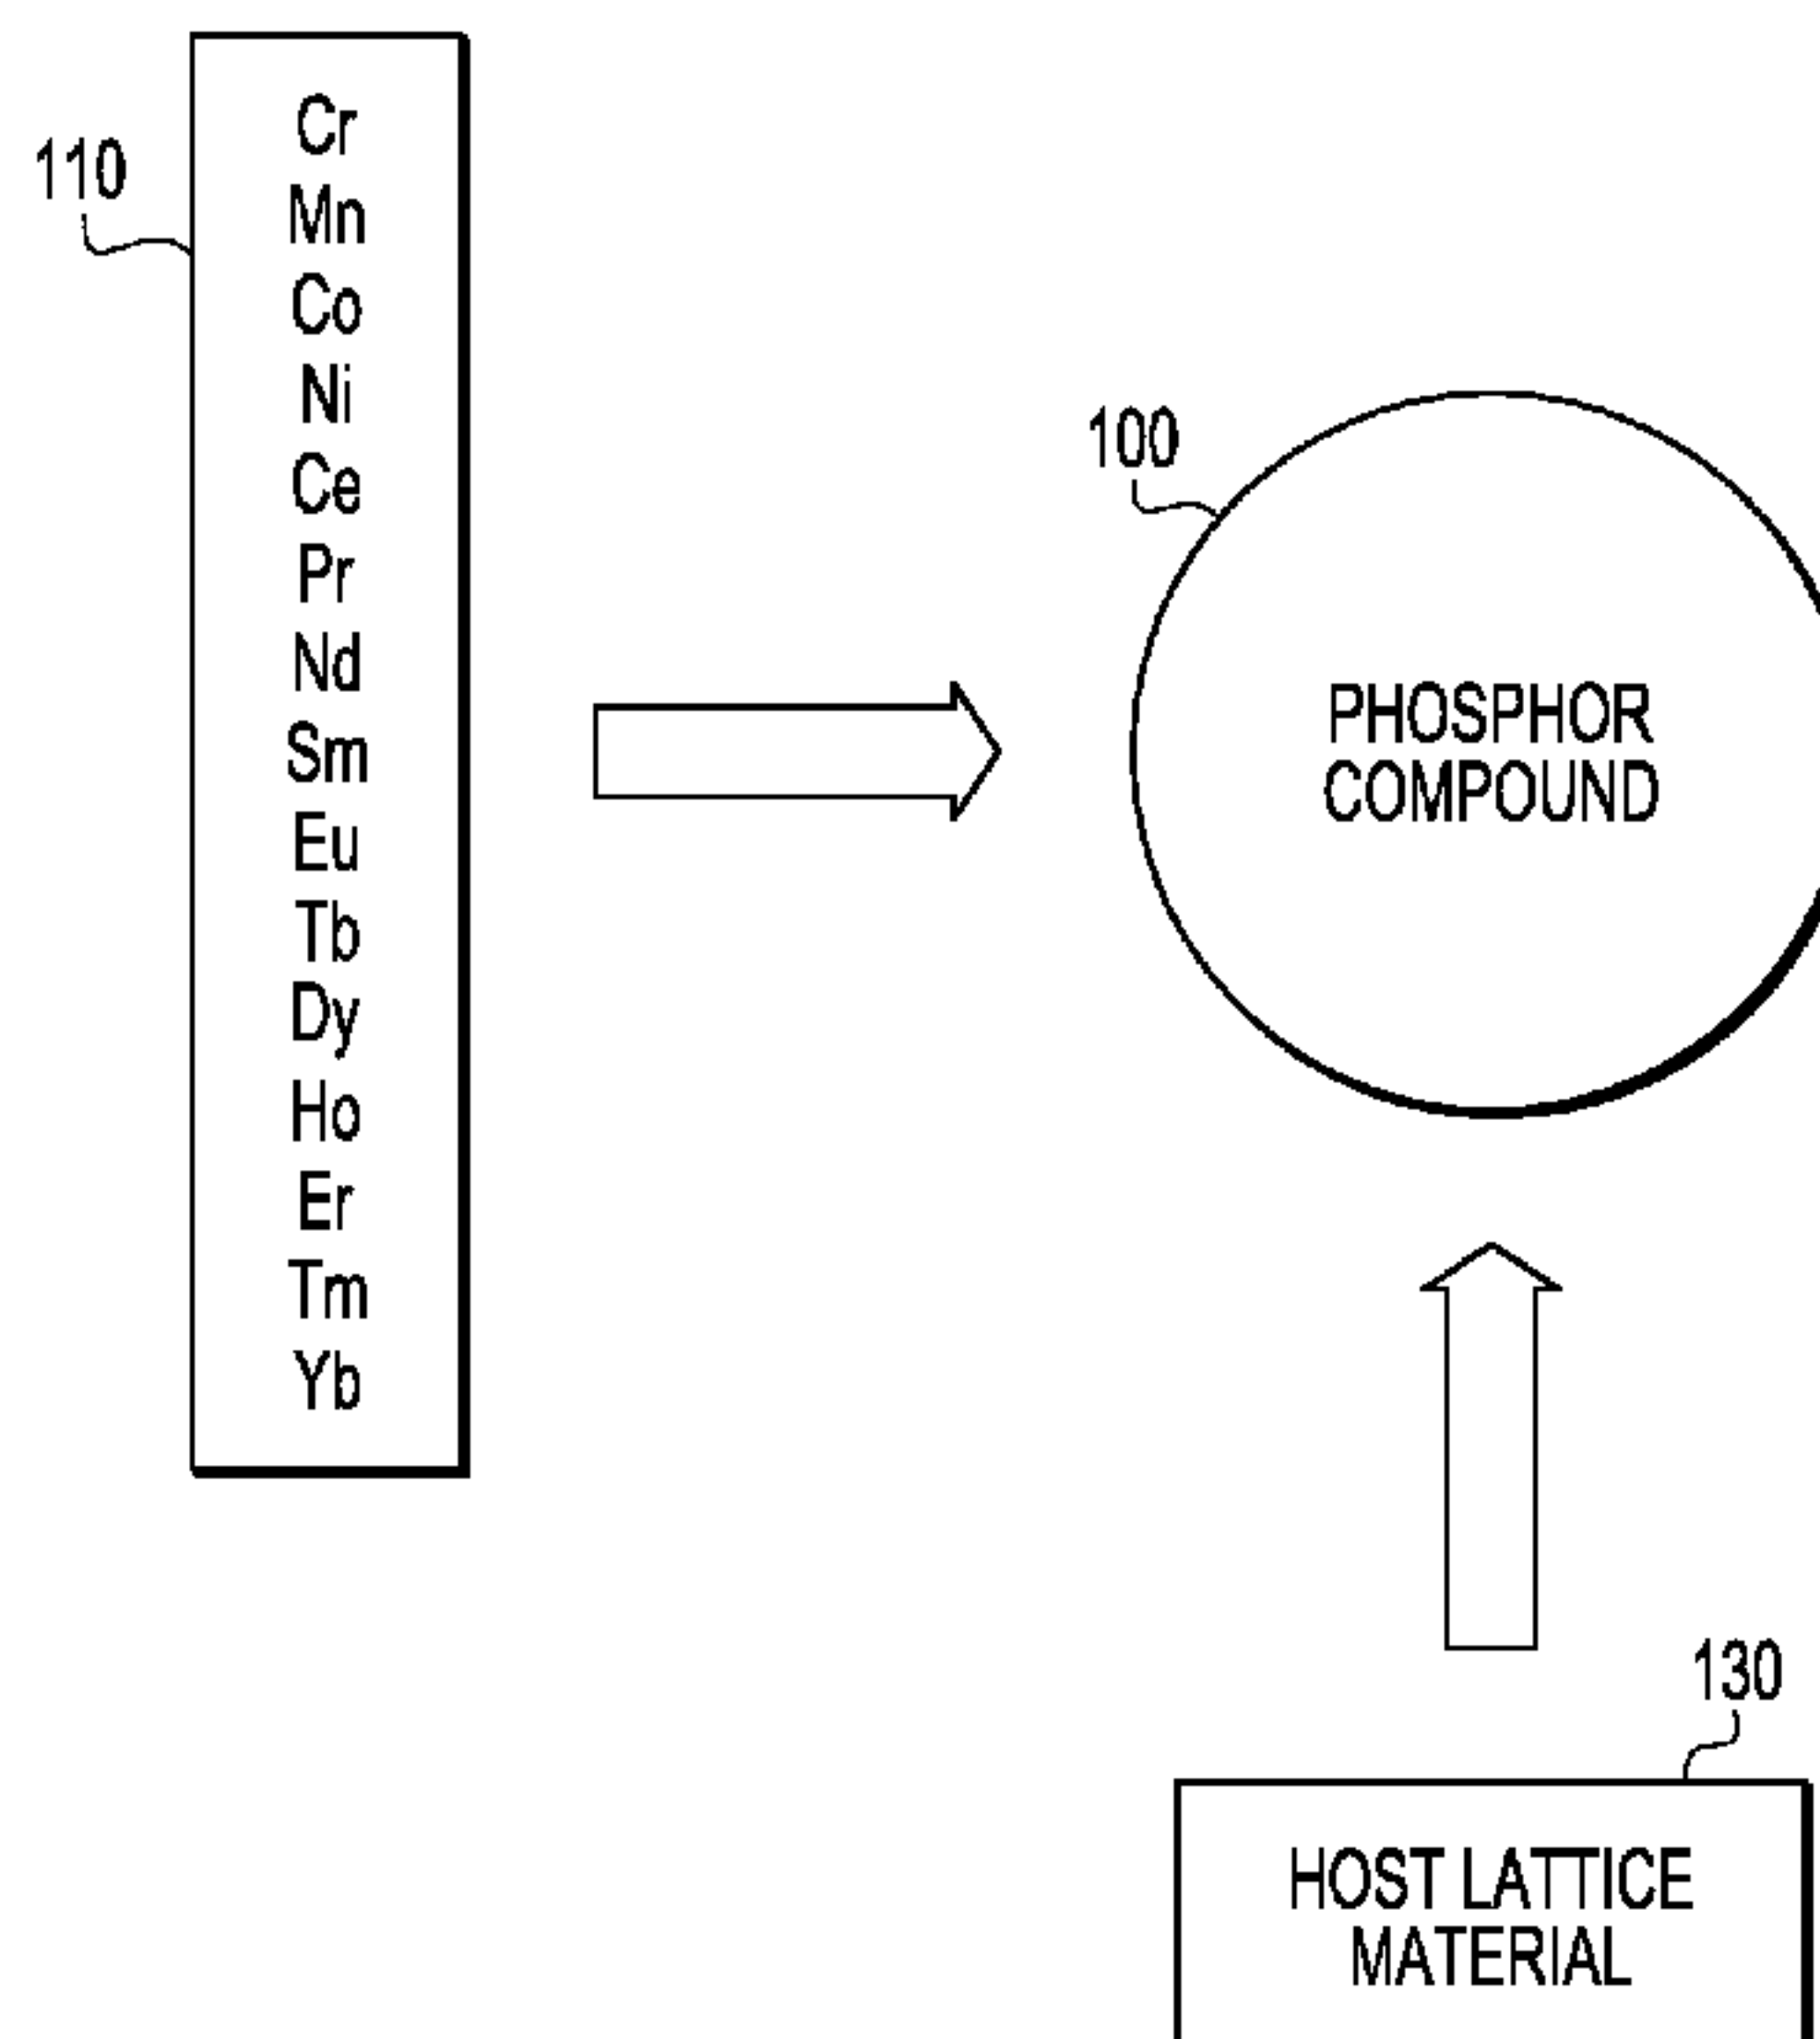 110
Cr
Mn
Co
Ni
Ce
Pr
Nd
Sm
Eu
Tb
Dy
Ho
Er
Tm
Yb
100
PHOSPHOR
COMPOUND
130
HOST LATTICE
MATERIAL